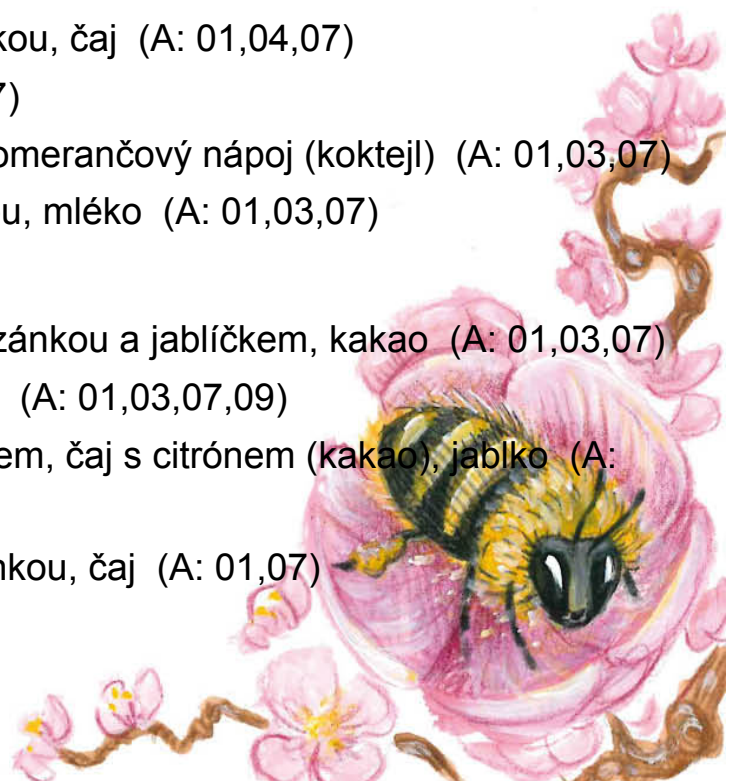 kou, čaj (A: 01,04,07)
7)
omerančový nápoj (koktejl) (A: 01,03,07)
u, mléko (A: 01,03,07)
zánkou a jablíčkem, kakao (A: 01,03,07)
(A: 01,03,07,09)
em, čaj s citrónem (kakao), jablko (A:
nkou, čaj (A: 01,07)